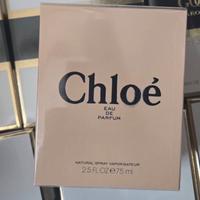 Chloé
EAU
DE
PARFUM
NATURAL SPRAY VAPORISATEUR
2.5 FL.OZ 75 ml